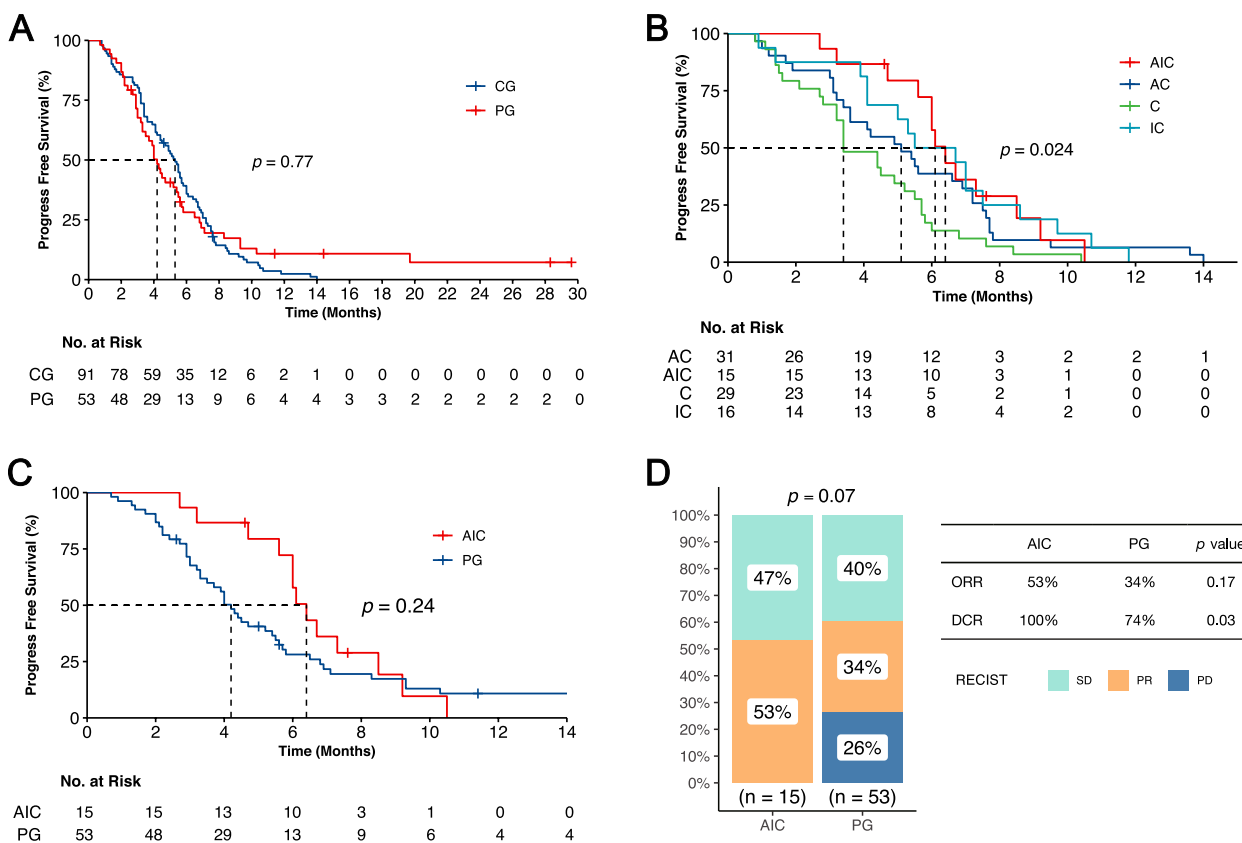 A
Progress Free Survival (%)
100
75
50
25
0
CG
PG
p = 0.77
0 2 4 6 8 10 12 14 16 18 20 22 24 26 28 30
Time (Months)
No. at Risk
CG 91 78 59 35 12 6 2 1 0 0 0 0 0 0 0 0
PG 53 48 29 13 9 6 4 4 3 3 2 2 2 2 2 0
B
Progress Free Survival (%)
100
75
50
25
0
AIC
AC
C
IC
p = 0.024
0 2 4 6 8 10 12 14
Time (Months)
No. at Risk
AC 31 26 19 12 3 2 2 1
AIC 15 15 13 10 3 1 0 0
C 29 23 14 5 2 1 0 0
IC 16 14 13 8 4 2 0 0
C
Progress Free Survival (%)
100
75
50
25
0
AIC
PG
p = 0.24
0 2 4 6 8 10 12 14
Time (Months)
No. at Risk
AIC 15 15 13 10 3 1 0 0
PG 53 48 29 13 9 6 4 4
D
p = 0.07
100%
90%
80%
70%
60%
50%
40%
30%
20%
10%
0%
47%
53%
40%
34%
26%
(n = 15) (n = 53)
AIC PG
AIC PG p value
ORR 53% 34% 0.17
DCR 100% 74% 0.03
RECIST SD PR PD